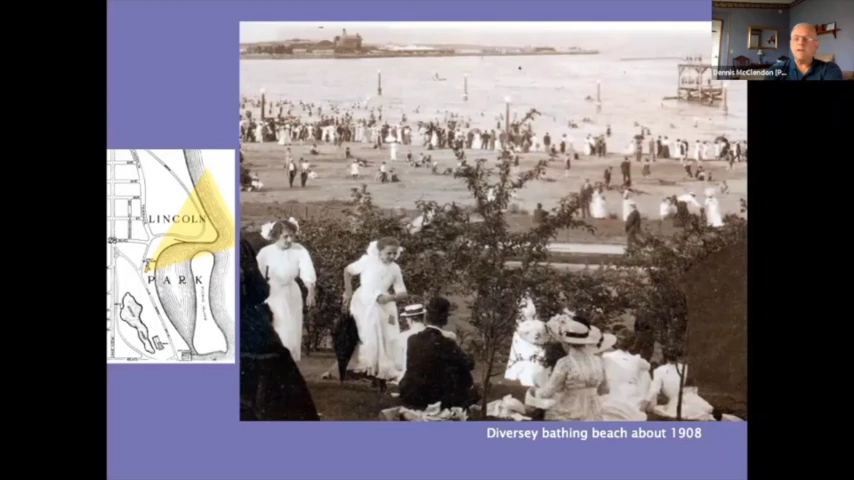 Dennis McClendon (P...
LINCOLN
PARK
Diversey bathing beach about 1908